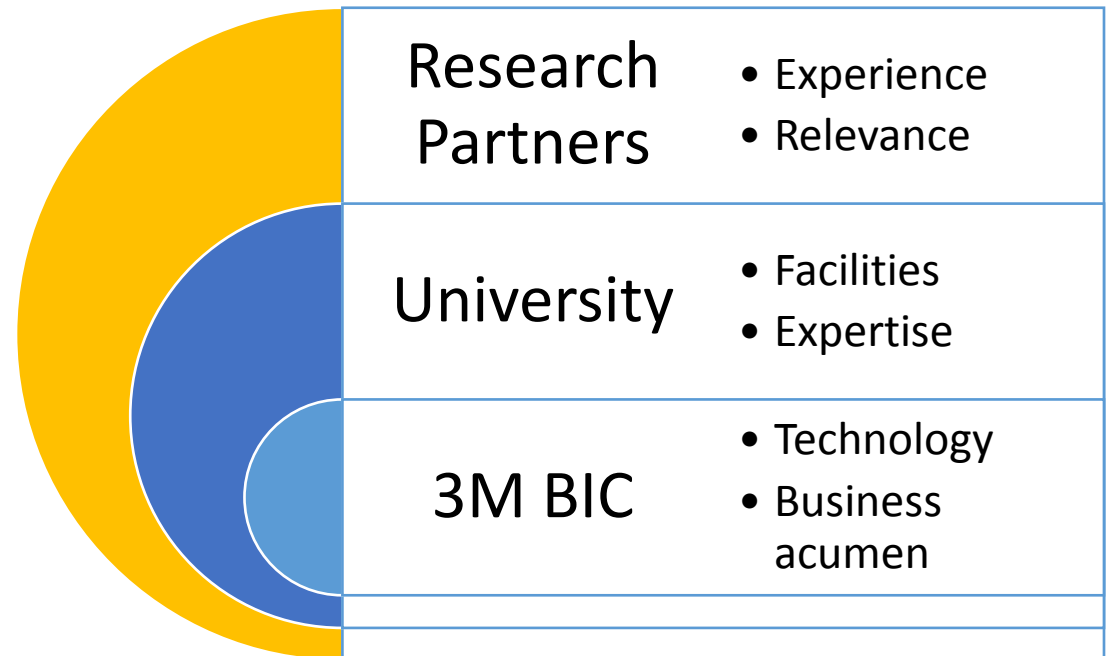 Research
Partners
• Experience
• Relevance
University
• Facilities
• Expertise
3M BIC
• Technology
• Business
acumen